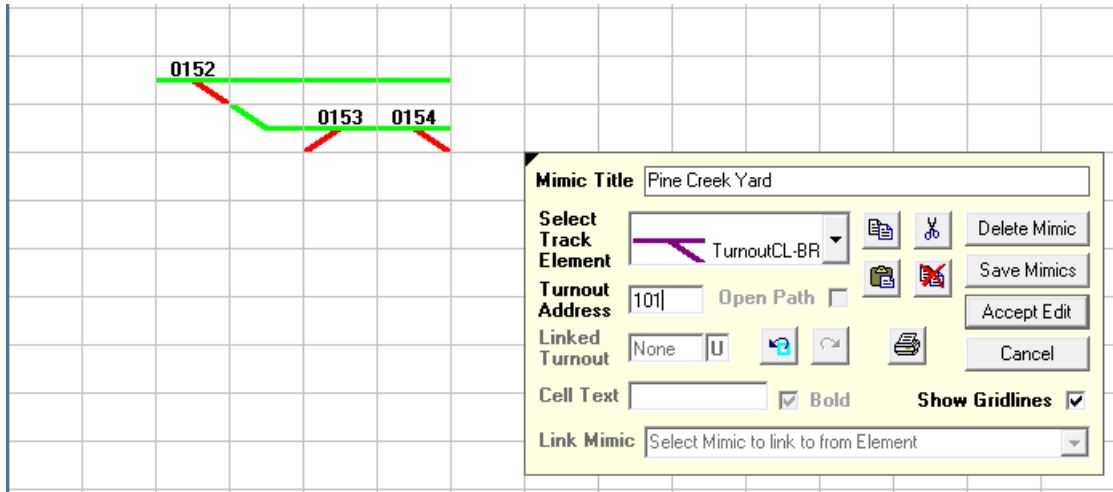 0152
0153 0154
Mimic Title Pine Creek Yard
Select Track Element TurnoutCL-BR Delete Mimic
Save Mimics
Turnout Address 101 Open Path Accept Edit
Linked Turnout None U Cancel
Cell Text Bold Show Gridlines
Link Mimic Select Mimic to link to from Element